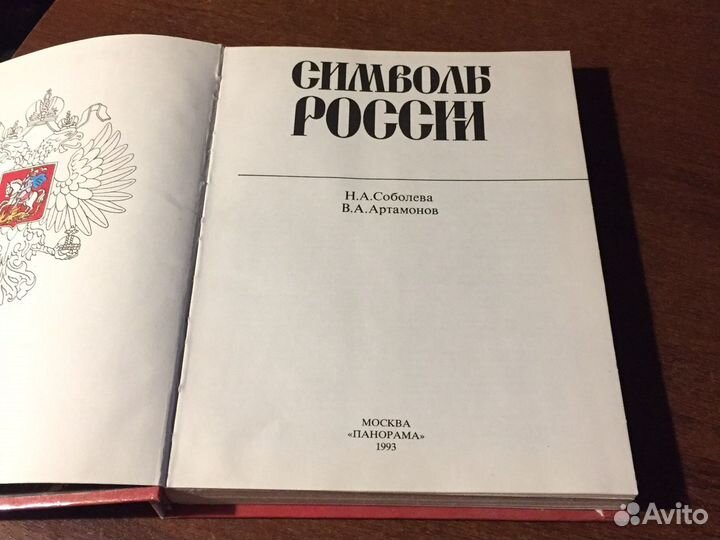 СИМВОЛЫ
РОССИИ
Н.А.Соболева
В.А.Артамонов
МОСКВА
«ПАНОРАМА»
1993
Avito